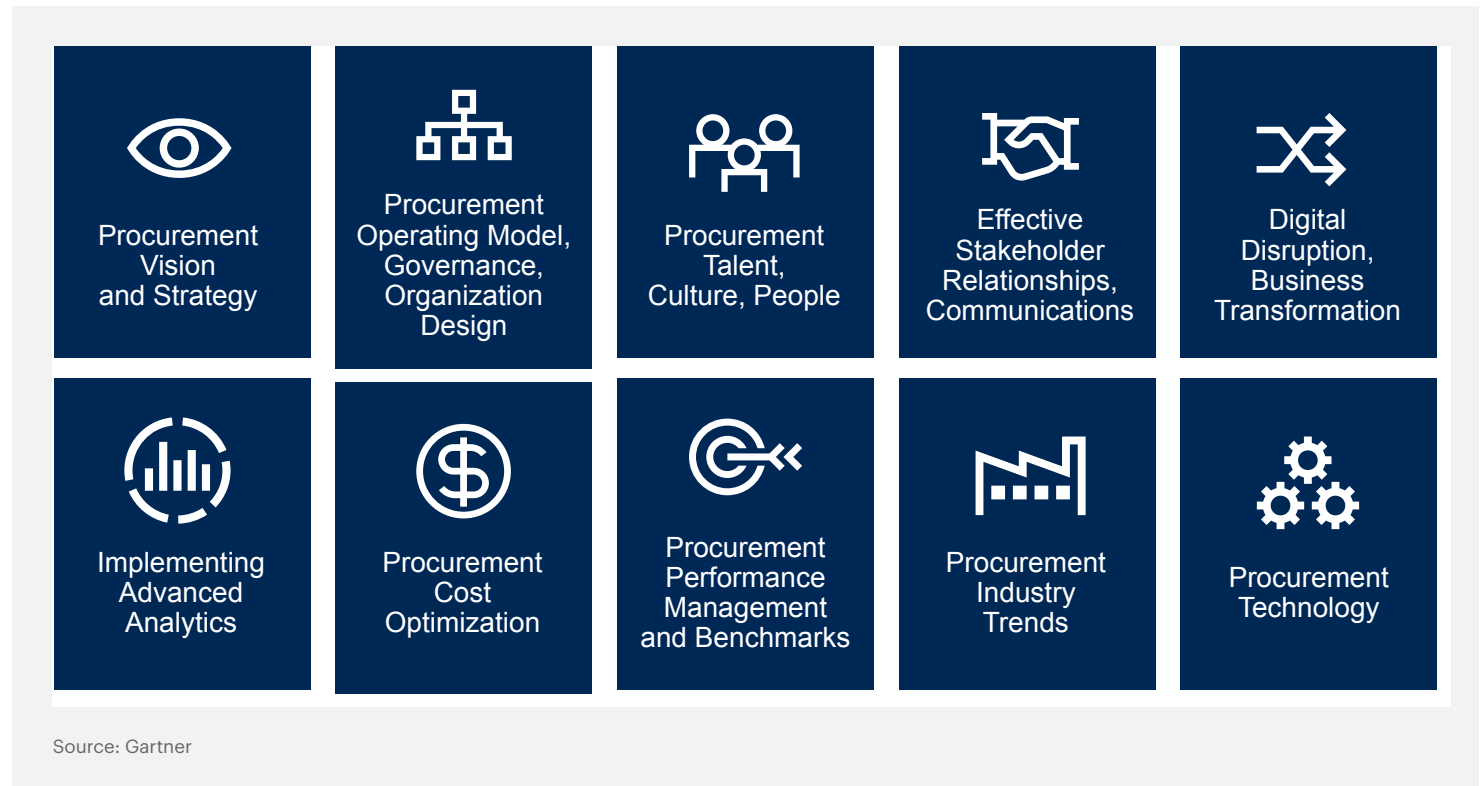 Procurement
Vision
and Strategy
Procurement
Operating Model,
Governance,
Organization
Design
Procurement
Talent,
Culture, People
Effective
Stakeholder
Relationships,
Communications
Digital
Disruption,
Business
Transformation
Implementing
Advanced
Analytics
Procurement
Cost
Optimization
Procurement
Performance
Management
and Benchmarks
Procurement
Industry
Trends
Procurement
Technology
Source: Gartner